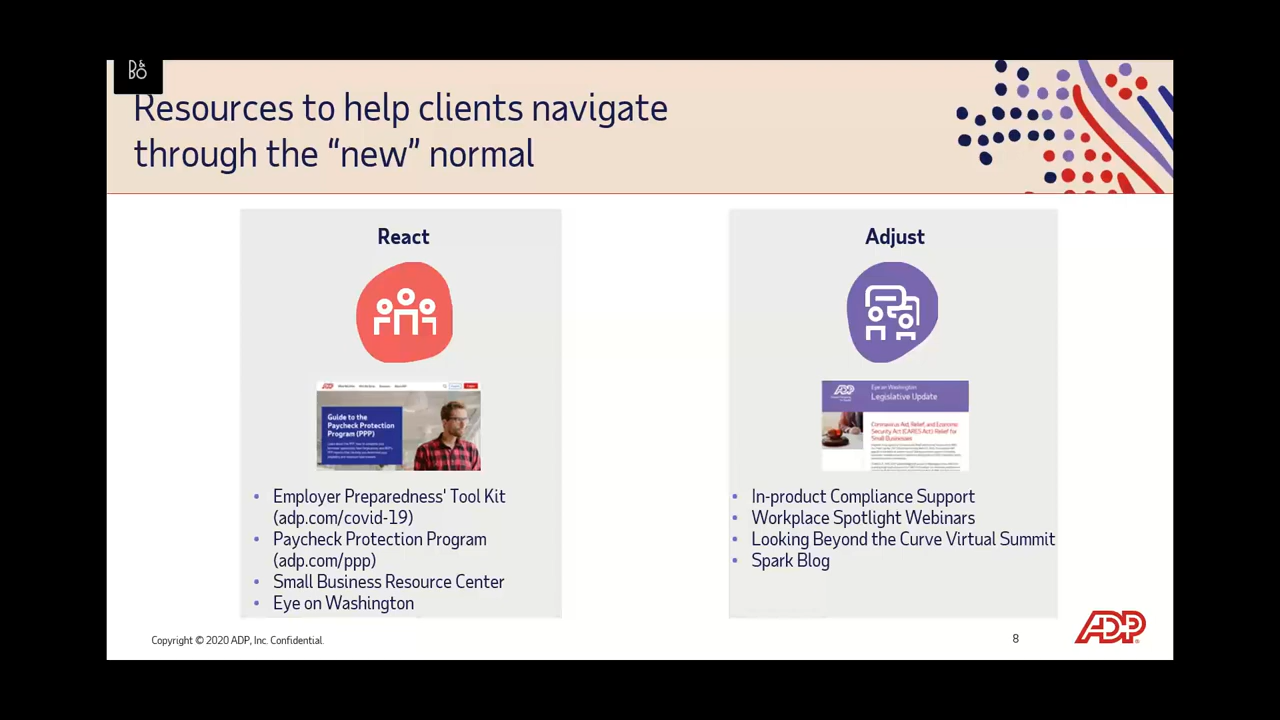 D&
BO
Resources to help clients navigate
through the “new” normal
React
Adjust
ADP
Guide to the
Paycheck Protection
Program (PPP)
ADP
Eye on Washington
Legislative Update
Coronavirus Aid, Relief, and Economic
Security Act (CARES Act) Relief for
Small Businesses
• Employer Preparedness' Tool Kit
(adp.com/covid-19)
• Paycheck Protection Program
(adp.com/ppp)
• Small Business Resource Center
• Eye on Washington
• In-product Compliance Support
• Workplace Spotlight Webinars
• Looking Beyond the Curve Virtual Summit
• Spark Blog
Copyright © 2020 ADP, Inc. Confidential.
8
ADP